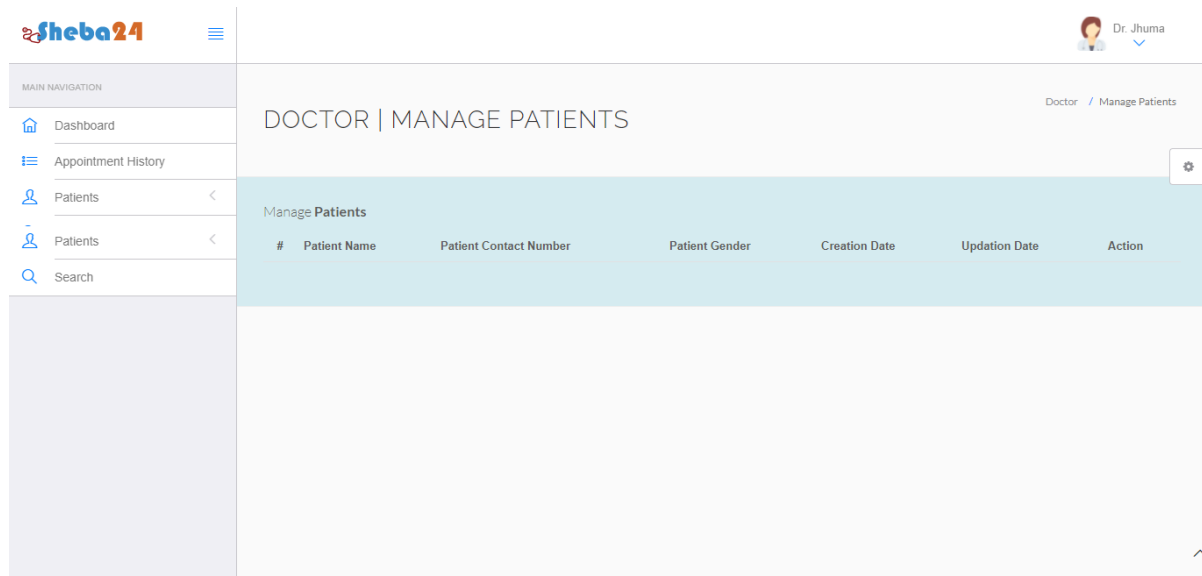 Sheba24
Dr. Jhuma
MAIN NAVIGATION
Dashboard
Appointment History
Patients
Patients
Search
DOCTOR | MANAGE PATIENTS
Doctor / Manage Patients
Manage Patients
# Patient Name Patient Contact Number Patient Gender Creation Date Updation Date Action